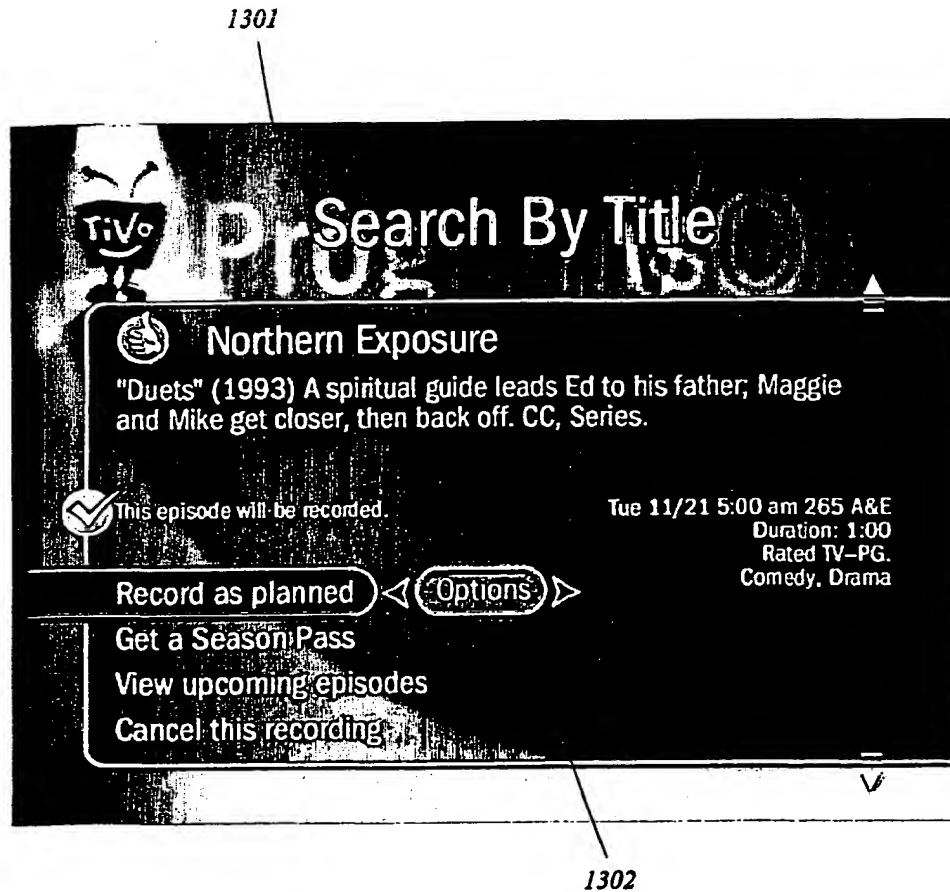 1301
TiVo
Search By Title
Northern Exposure
"Duets" (1993) A spiritual guide leads Ed to his father; Maggie
and Mike get closer, then back off. CC, Series.
This episode will be recorded.
Tue 11/21 5:00 am 265 A&E
Duration: 1:00
Rated TV-PG.
Comedy, Drama
Record as planned
Options
Get a Season Pass
View upcoming episodes
Cancel this recording
1302